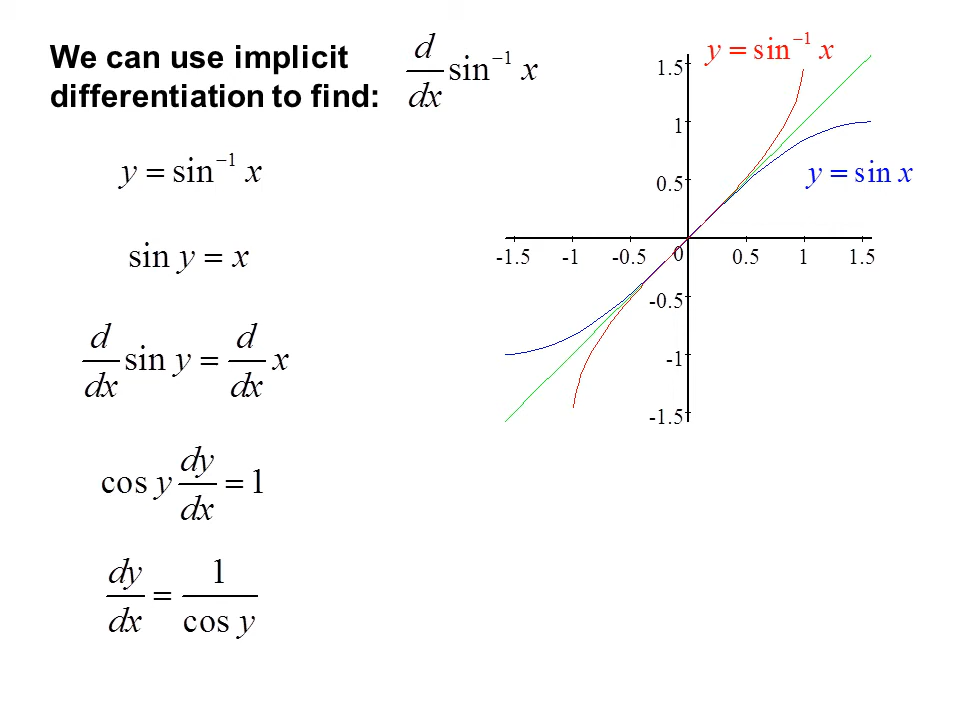 We can use implicit
differentiation to find:
d/dx sin⁻¹ x
y = sin⁻¹ x
sin y = x
d/dx sin y = d/dx x
cos y dy/dx = 1
dy/dx = 1/cos y
y = sin⁻¹ x
y = sin x
1.5
1
0.5
-1.5 -1 -0.5 0 0.5 1 1.5
-0.5
-1
-1.5